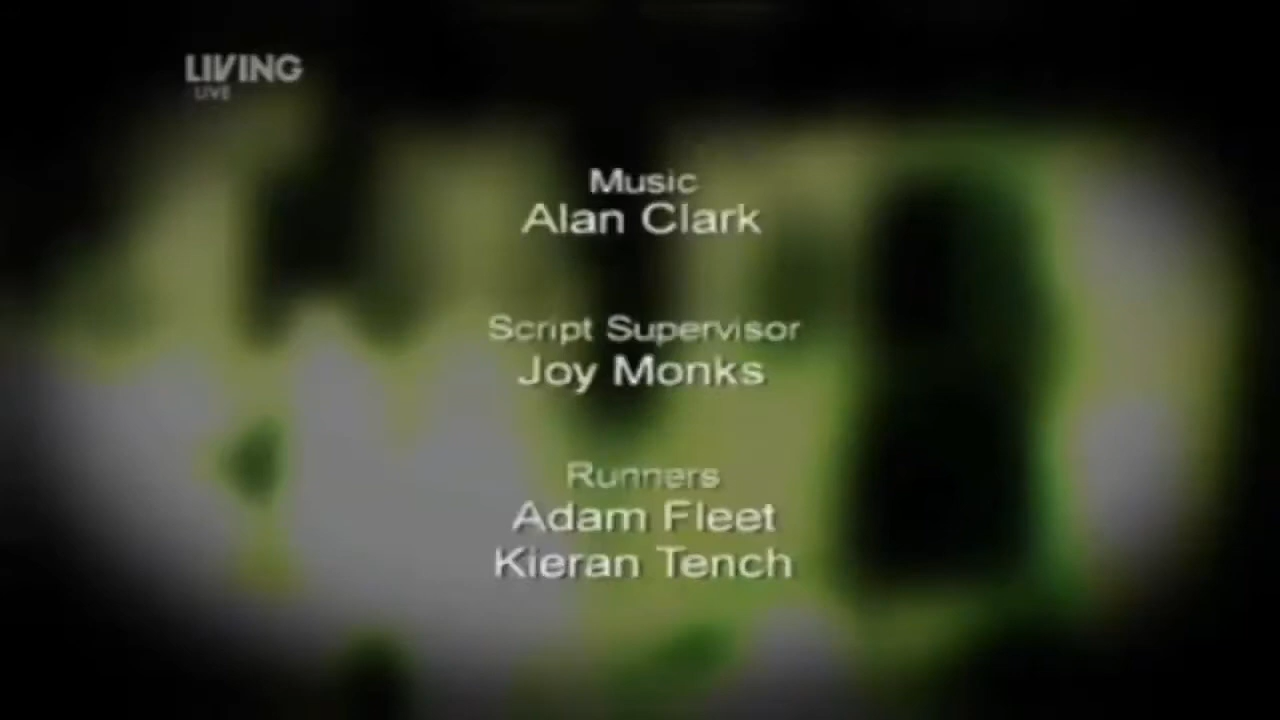 LIVING
LIVE
Music
Alan Clark
Script Supervisor
Joy Monks
Runners
Adam Fleet
Kieran Tench